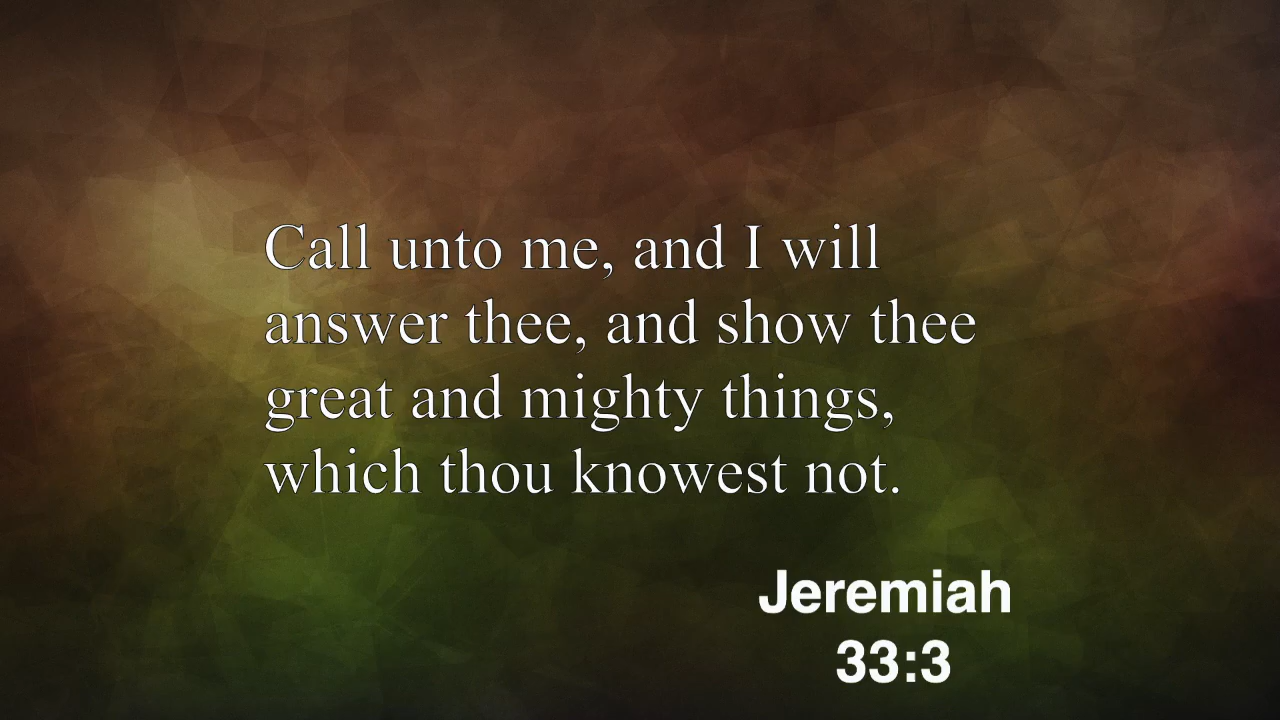 Call unto me, and I will
answer thee, and show thee
great and mighty things,
which thou knowest not.
Jeremiah
33:3